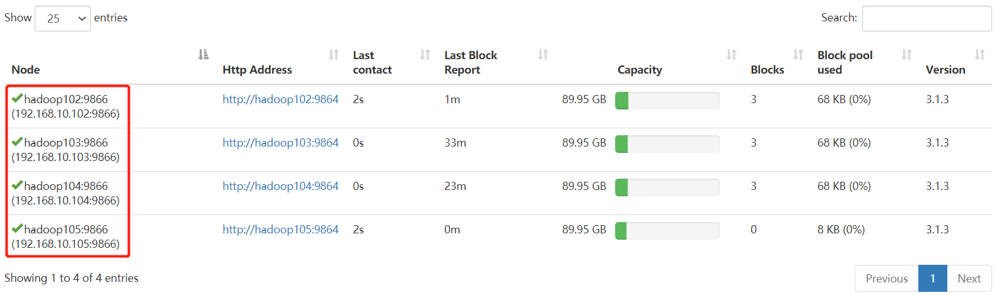 Show 25 entries Search:
Node Http Address Last contact Last Block Report Capacity Blocks Block pool used Version
hadoop102:9866 http://hadoop102:9864 2s 1m 89.95 GB 3 68 KB (0%) 3.1.3
(192.168.10.102:9866)
hadoop103:9866 http://hadoop103:9864 0s 33m 89.95 GB 3 68 KB (0%) 3.1.3
(192.168.10.103:9866)
hadoop104:9866 http://hadoop104:9864 0s 23m 89.95 GB 3 68 KB (0%) 3.1.3
(192.168.10.104:9866)
hadoop105:9866 http://hadoop105:9864 2s 0m 89.95 GB 0 8 KB (0%) 3.1.3
(192.168.10.105:9866)
Showing 1 to 4 of 4 entries Previous 1 Next